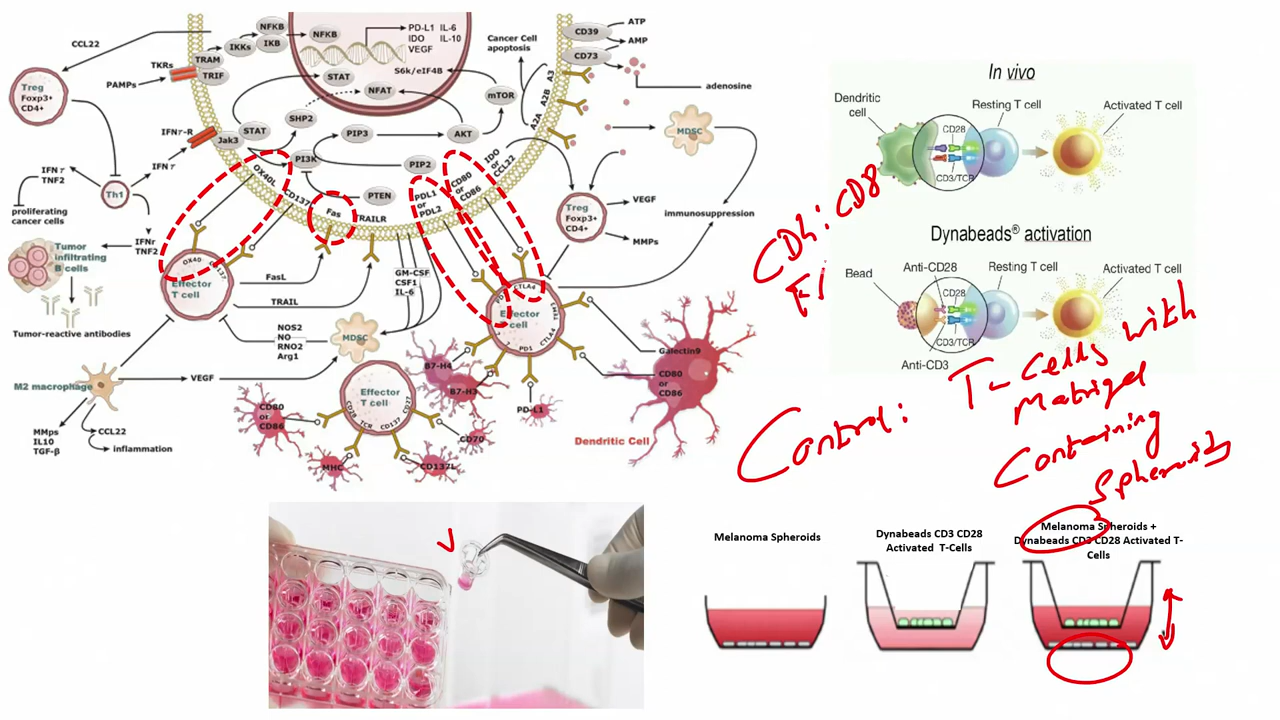 CCL22
TKRs
PAMPs
TRAM
TRIF
IKKs
NFKB
IKB
NFKB
PD-L1 IL-6
IDO IL-10
VEGF
S6k/eIF4B
STAT
NFAT
mTOR
Cancer Cell
apoptosis
CD39
CD73
ATP
AMP
adenosine
A3
A2B
A2A
Treg
Foxp3+
CD4+
IFNr-R
Jak3
STAT
SHP2
PI3K
PIP3
AKT
PIP2
PTEN
IDO
or
CCL22
MDSC
IFNr
TNF2
IFNr
Th1
proliferating
cancer cells
IFNr
TNF2
Tumor
infiltrating
B cells
Tumor-reactive antibodies
OX40L
CD137
Fas
TRAILR
PDL1
or
PDL2
CD80
or
CD86
Treg
Foxp3+
CD4+
VEGF
MMPs
immunosuppression
OX40
Effector
T cell
FasL
TRAIL
GM-CSF
CSF1
IL-6
NOS2
NO
RNO2
Arg1
MDSC
CTLA4
Effector
cell
TIM3
CTLA4
PD1
M2 macrophage
VEGF
MMps
IL10
TGF-β
CCL22
inflammation
Effector
T cell
CD28
TCR
CD137
CD27
CD80
or
CD86
MHC
CD137L
CD70
B7-H4
B7-H3
PD-L1
Galectin9
CD80
or
CD86
Dendritic Cell
In vivo
Dendritic
cell
Resting T cell
Activated T cell
CD28
CD3/TCR
Dynabeads® activation
Bead
Anti-CD28
Resting T cell
Activated T cell
CD28
CD3/TCR
Anti-CD3
CD4:CD8
Control:
T-Cells with
Matrigel
Containing
Spheroids
Melanoma Spheroids
Dynabeads CD3 CD28
Activated T-Cells
Melanoma Spheroids +
Dynabeads CD3 CD28 Activated T-
Cells